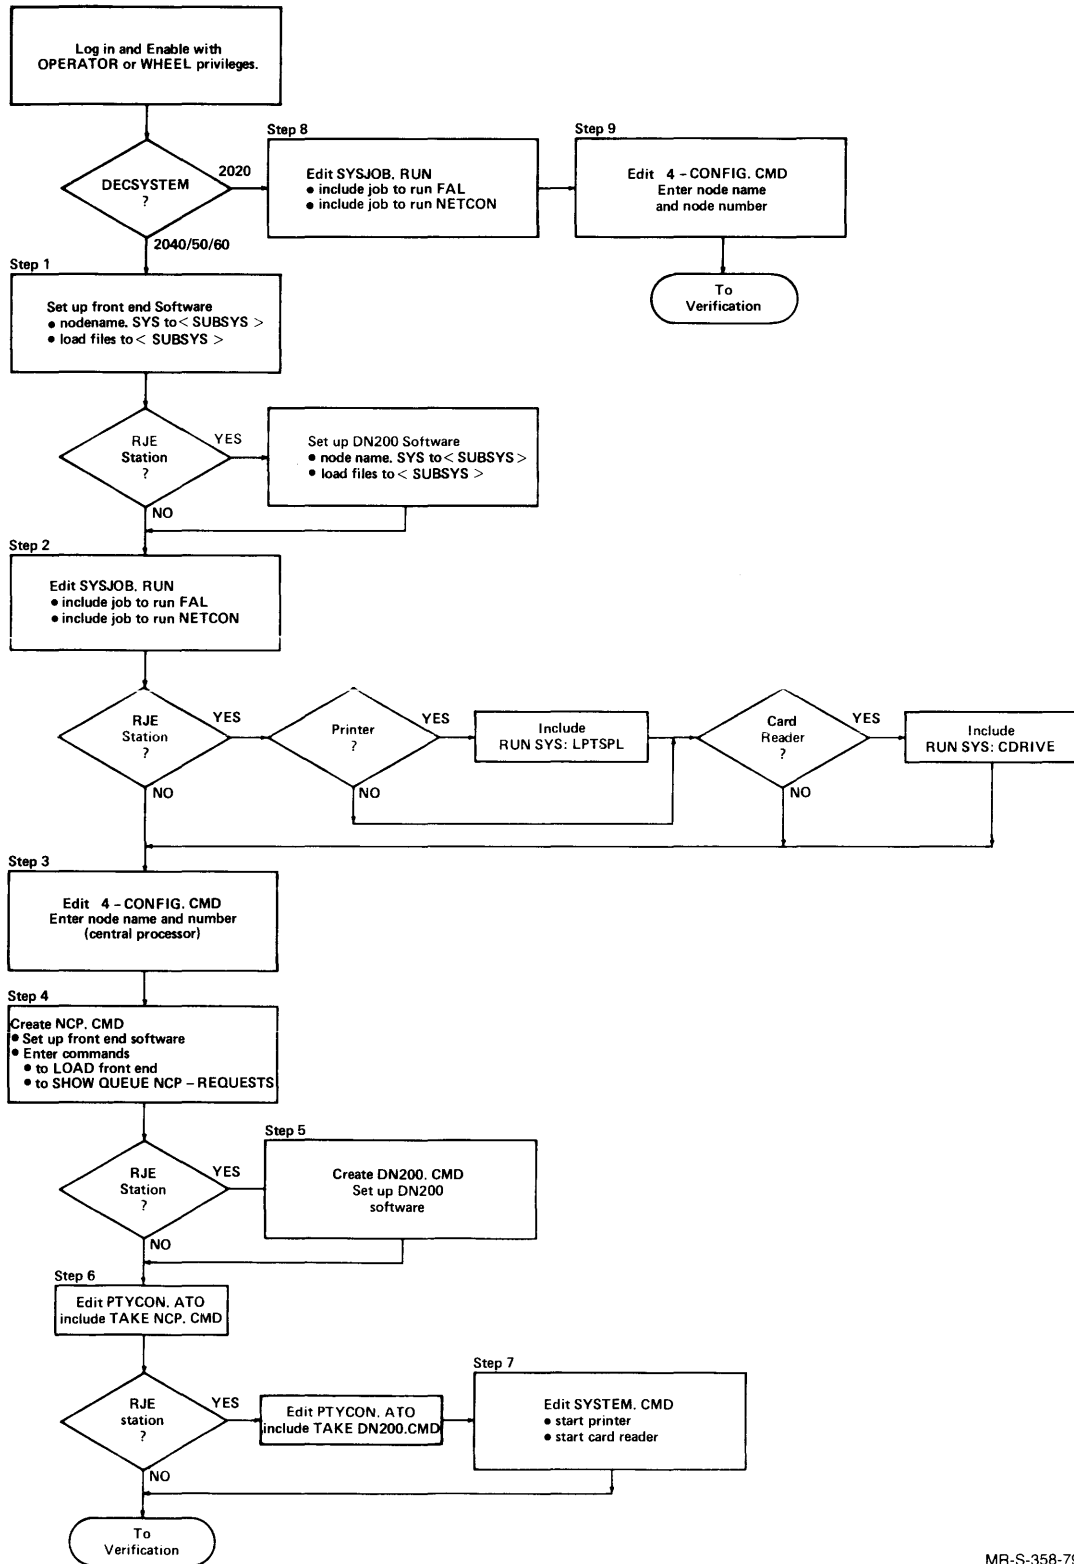 Log in and Enable with
OPERATOR or WHEEL privileges.
DECSYSTEM
?
2020
2040/50/60
Step 8
Edit SYSJOB. RUN
• include job to run FAL
• include job to run NETCON
Step 9
Edit 4 – CONFIG. CMD
Enter node name
and node number
To
Verification
Step 1
Set up front end Software
• nodename. SYS to < SUBSYS >
• load files to < SUBSYS >
RJE
Station
?
YES
NO
Set up DN200 Software
• node name. SYS to < SUBSYS >
• load files to < SUBSYS >
Step 2
Edit SYSJOB. RUN
• include job to run FAL
• include job to run NETCON
RJE
Station
?
YES
NO
Printer
?
YES
NO
Include
RUN SYS: LPTSPL
Card
Reader
?
YES
NO
Include
RUN SYS: CDRIVE
Step 3
Edit 4 – CONFIG. CMD
Enter node name and number
(central processor)
Step 4
Create NCP. CMD
• Set up front end software
• Enter commands
• to LOAD front end
• to SHOW QUEUE NCP – REQUESTS
RJE
Station
?
YES
NO
Step 5
Create DN200. CMD
Set up DN200
software
Step 6
Edit PTYCON. ATO
include TAKE NCP. CMD
RJE
station
?
YES
NO
Edit PTYCON. ATO
include TAKE DN200.CMD
Step 7
Edit SYSTEM. CMD
• start printer
• start card reader
To
Verification
MR-S-358-79